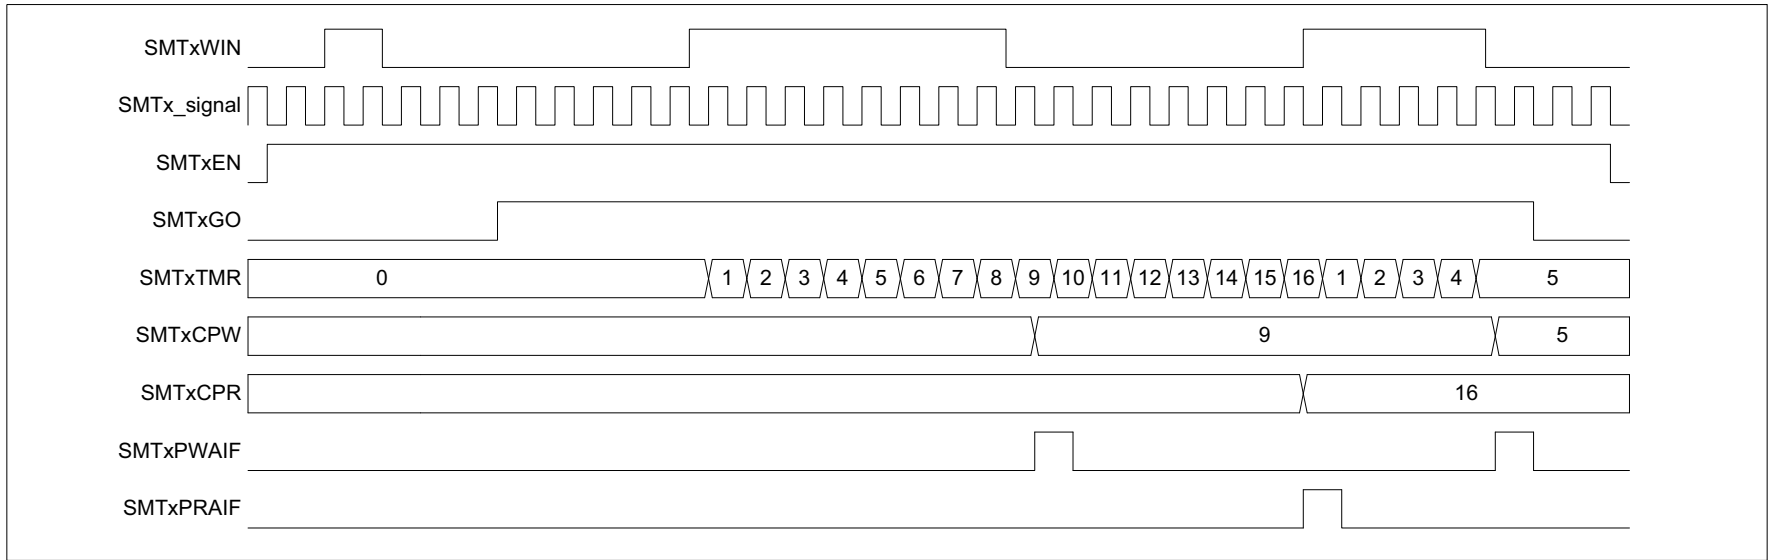 SMTxWIN
SMTx_signal
SMTxEN
SMTxGO
SMTxTMR 0 1 2 3 4 5 6 7 8 9 10 11 12 13 14 15 16 1 2 3 4 5
SMTxCPW 9 5
SMTxCPR 16
SMTxPWAIF
SMTxPRAIF